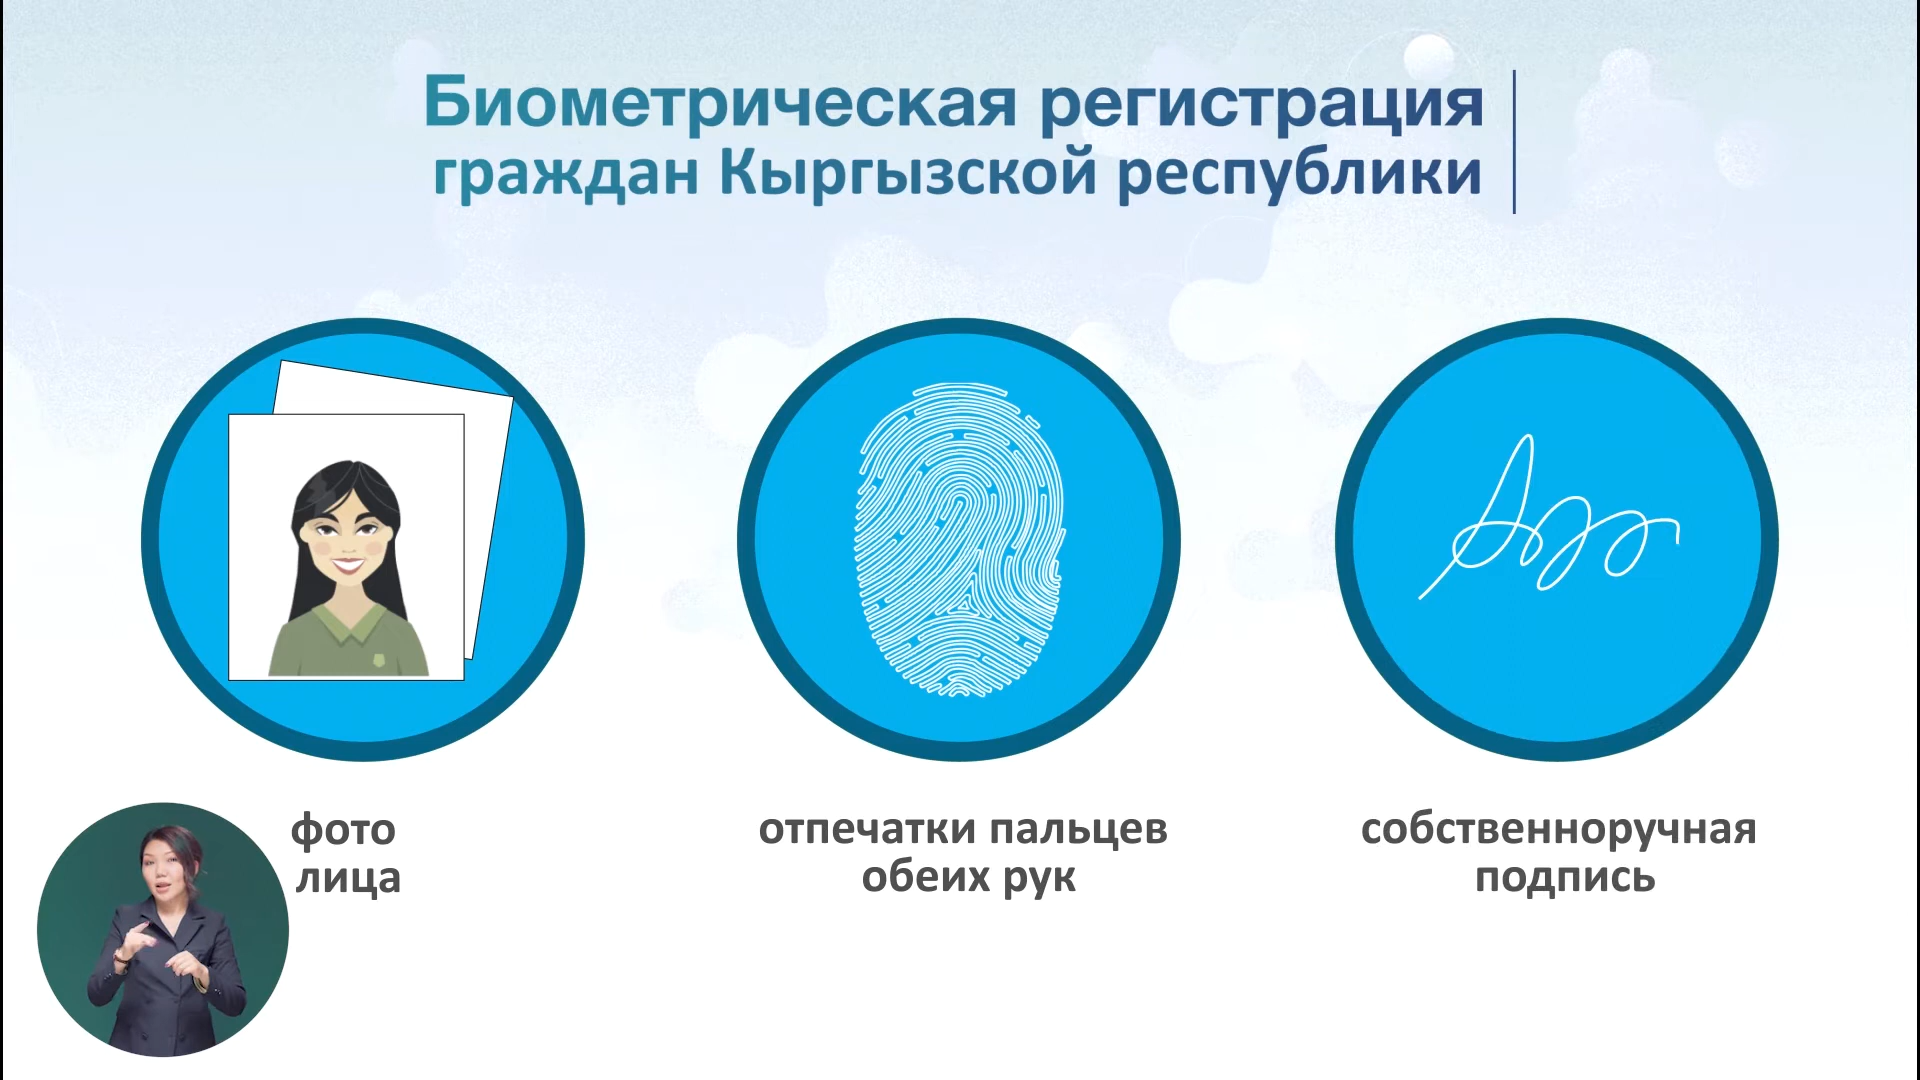 Биометрическая регистрация
граждан Кыргызской республики
фото
лица
отпечатки пальцев
обеих рук
собственноручная
подпись